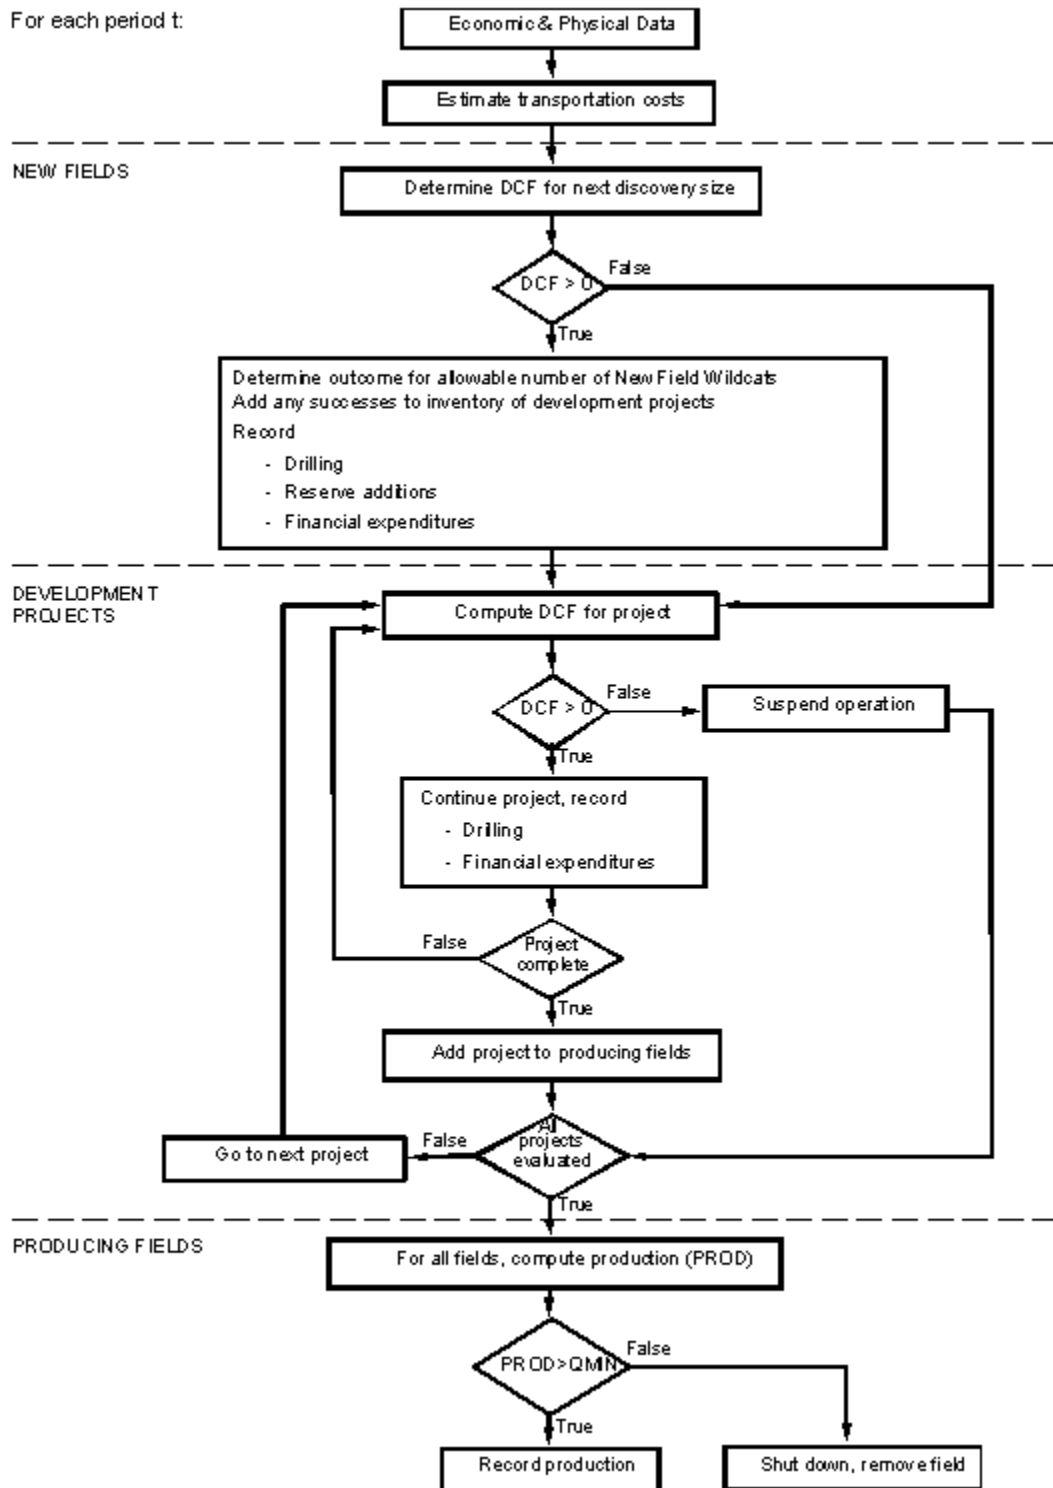 For each period t:
Economic & Physical Data
Estimate transportation costs
NEW FIELDS
Determine DCF for next discovery size
False
DCF > 0
True
Determine outcome for allowable number of New Field Wildcats
Add any successes to inventory of development projects
Record
- Drilling
- Reserve additions
- Financial expenditures
DEVELOPMENT
PROJECTS
Compute DCF for project
False
DCF > 0
Suspend operation
True
Continue project, record
- Drilling
- Financial expenditures
False
Project
complete
True
Add project to producing fields
All
projects
evaluated
False
Go to next project
True
PRODUCING FIELDS
For all fields, compute production (PROD)
False
PROD>QMIN
True
Record production
Shut down, remove field